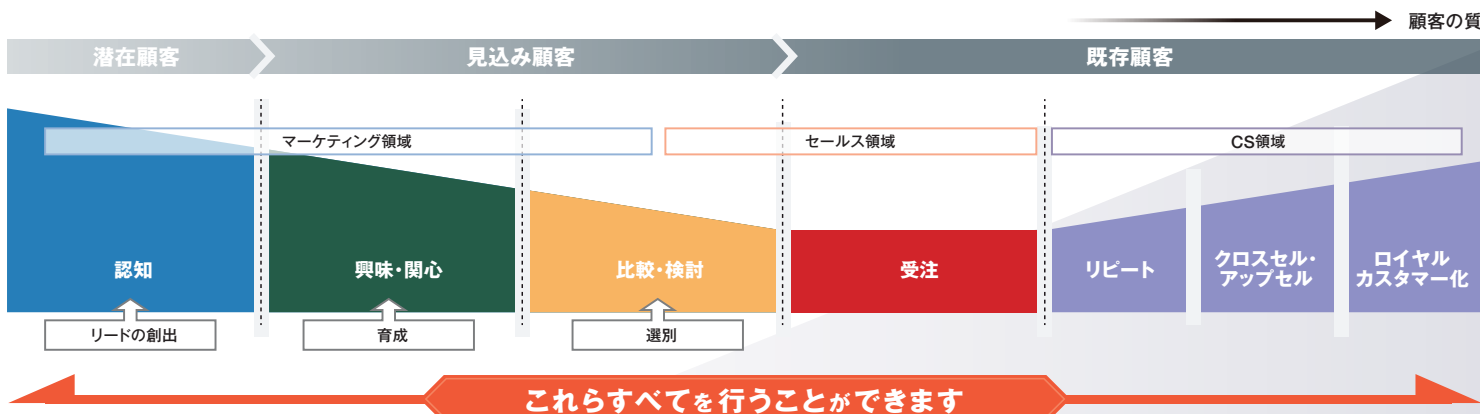 顧客の質
潜在顧客
見込み顧客
既存顧客
マーケティング領域
セールス領域
CS領域
認知
興味・関心
比較・検討
受注
リピート
クロスセル・
アップセル
ロイヤル
カスタマー化
リードの創出
育成
選別
これらすべてを行うことができます